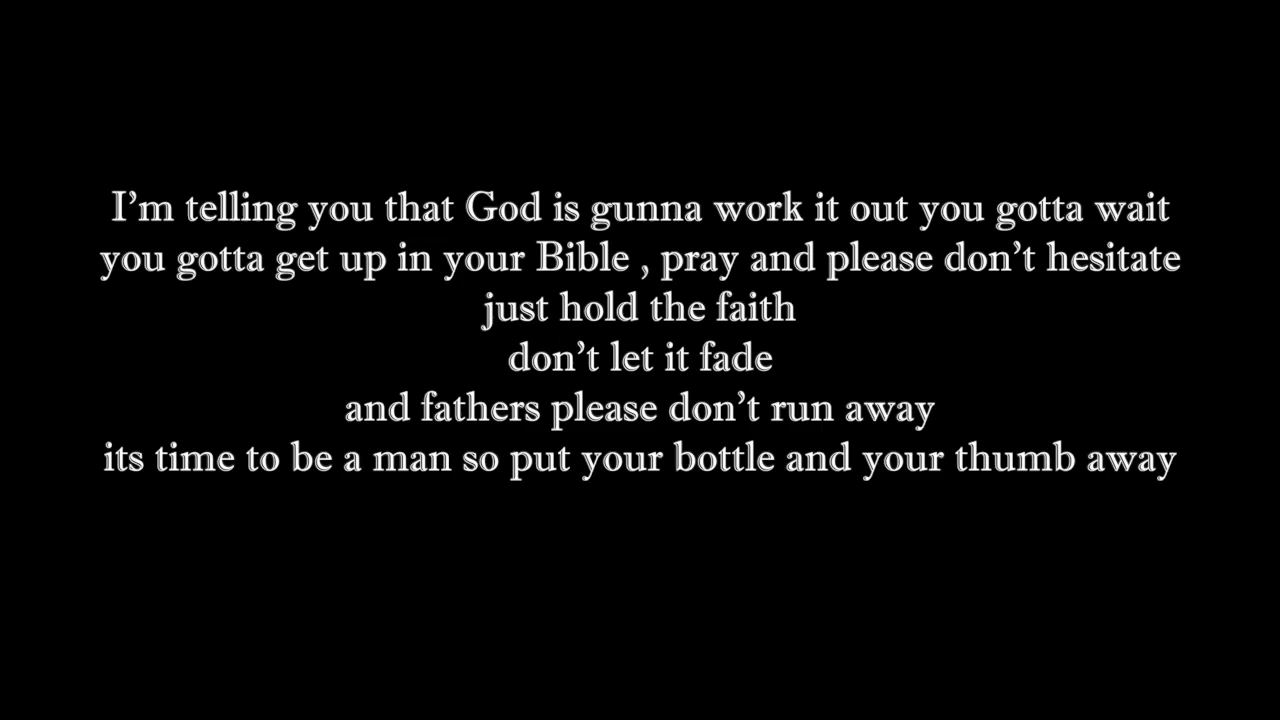 I’m telling you that God is gunna work it out you gotta wait
you gotta get up in your Bible , pray and please don’t hesitate
just hold the faith
don’t let it fade
and fathers please don’t run away
its time to be a man so put your bottle and your thumb away